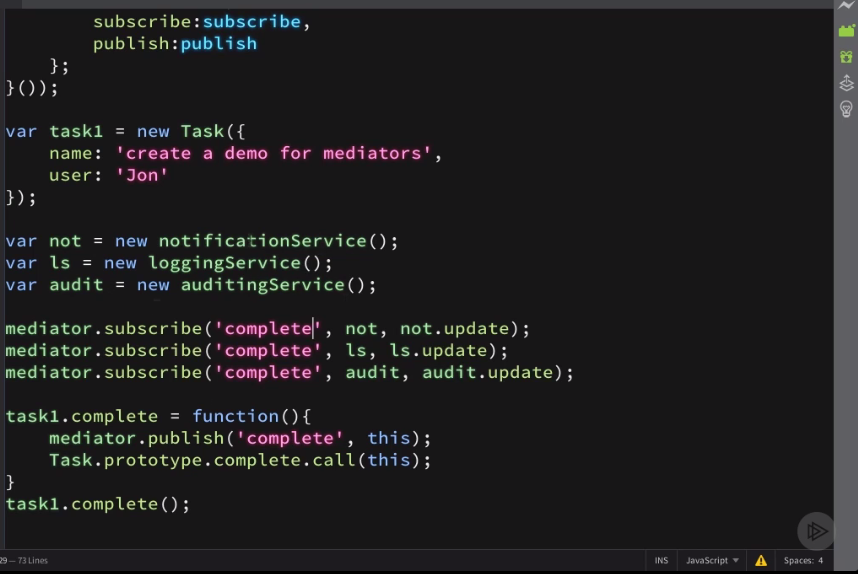 subscribe:subscribe,
publish:publish
};
}());
var task1 = new Task({
name: 'create a demo for mediators',
user: 'Jon'
});
var not = new notificationService();
var ls = new loggingService();
var audit = new auditingService();
mediator.subscribe('complete', not, not.update);
mediator.subscribe('complete', ls, ls.update);
mediator.subscribe('complete', audit, audit.update);
task1.complete = function(){
mediator.publish('complete', this);
Task.prototype.complete.call(this);
}
task1.complete();
29 — 73 Lines INS JavaScript Spaces: 4